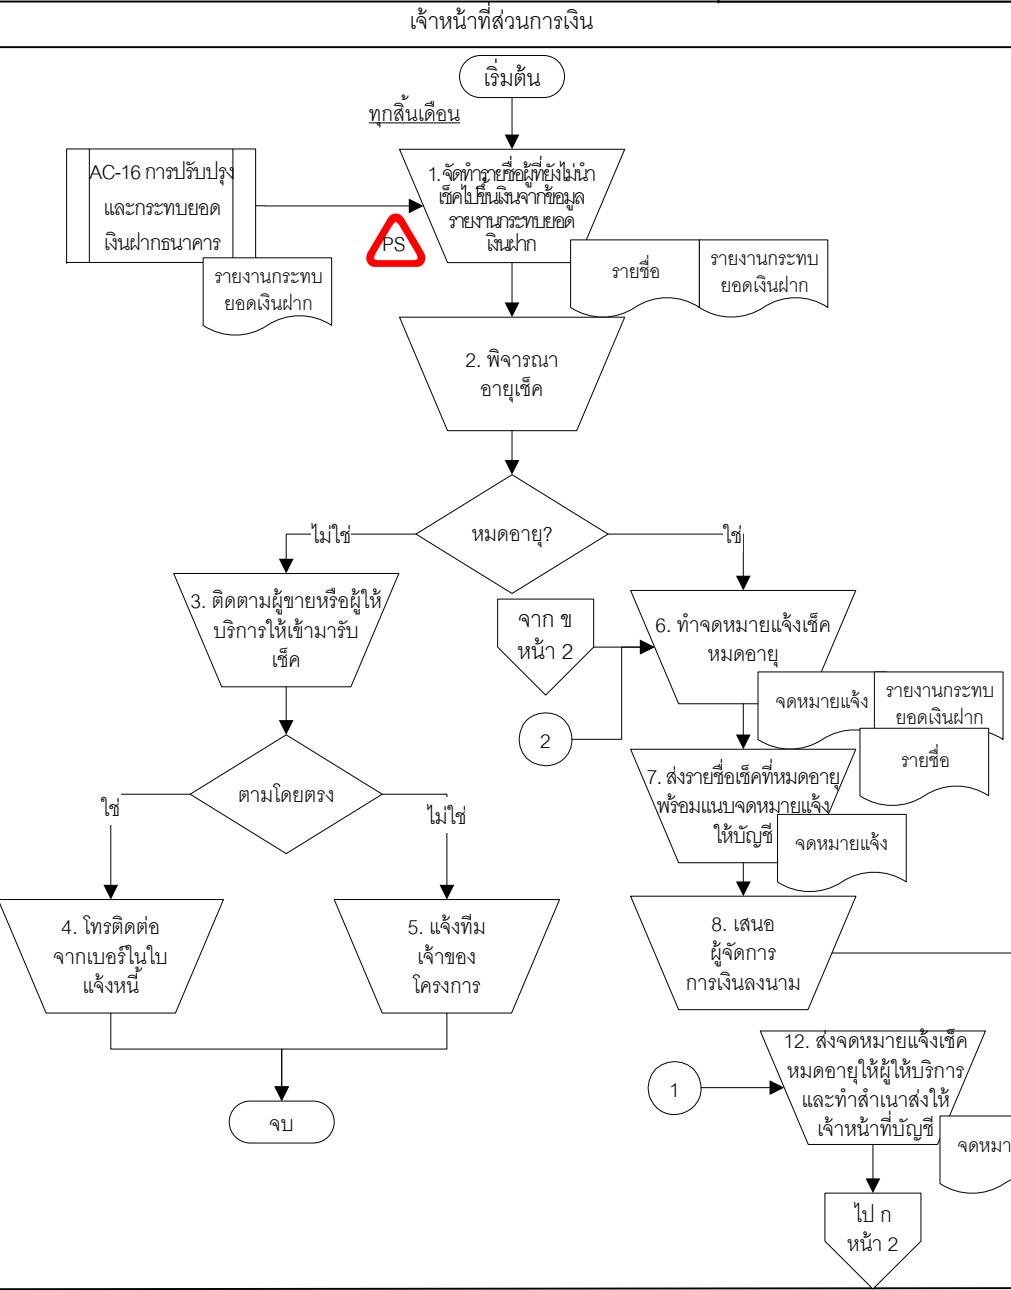 เจ้าหน้าที่ส่วนการเงิน
เริ่มต้น
ทุกสิ้นเดือน
AC-16 การปรับปรุง
และกระทบยอด
เงินฝากธนาคาร
รายงานกระทบ
ยอดเงินฝาก
1. จัดทำรายชื่อผู้ที่ยังไม่นำ
เช็คไปขึ้นเงินจากข้อมูล
รายงานกระทบยอด
เงินฝาก
PS
รายชื่อ
รายงานกระทบ
ยอดเงินฝาก
2. พิจารณา
อายุเช็ค
หมดอายุ?
ไม่ใช่
ใช่
3. ติดตามผู้ขายหรือผู้ให้
บริการให้เข้ามารับ
เช็ค
จาก ข
หน้า 2
2
6. ทำจดหมายแจ้งเช็ค
หมดอายุ
จดหมายแจ้ง
รายงานกระทบ
ยอดเงินฝาก
รายชื่อ
ตามโดยตรง
ใช่
ไม่ใช่
7. ส่งรายชื่อเช็คที่หมดอายุ
พร้อมแนบจดหมายแจ้ง
ให้บัญชี
จดหมายแจ้ง
4. โทรติดต่อ
จากเบอร์ในใบ
แจ้งหนี้
5. แจ้งทีม
เจ้าของ
โครงการ
8. เสนอ
ผู้จัดการ
การเงินลงนาม
จบ
1
12. ส่งจดหมายแจ้งเช็ค
หมดอายุให้ผู้ให้บริการ
และทำสำเนาส่งให้
เจ้าหน้าที่บัญชี
จดหมา
ไป ก
หน้า 2